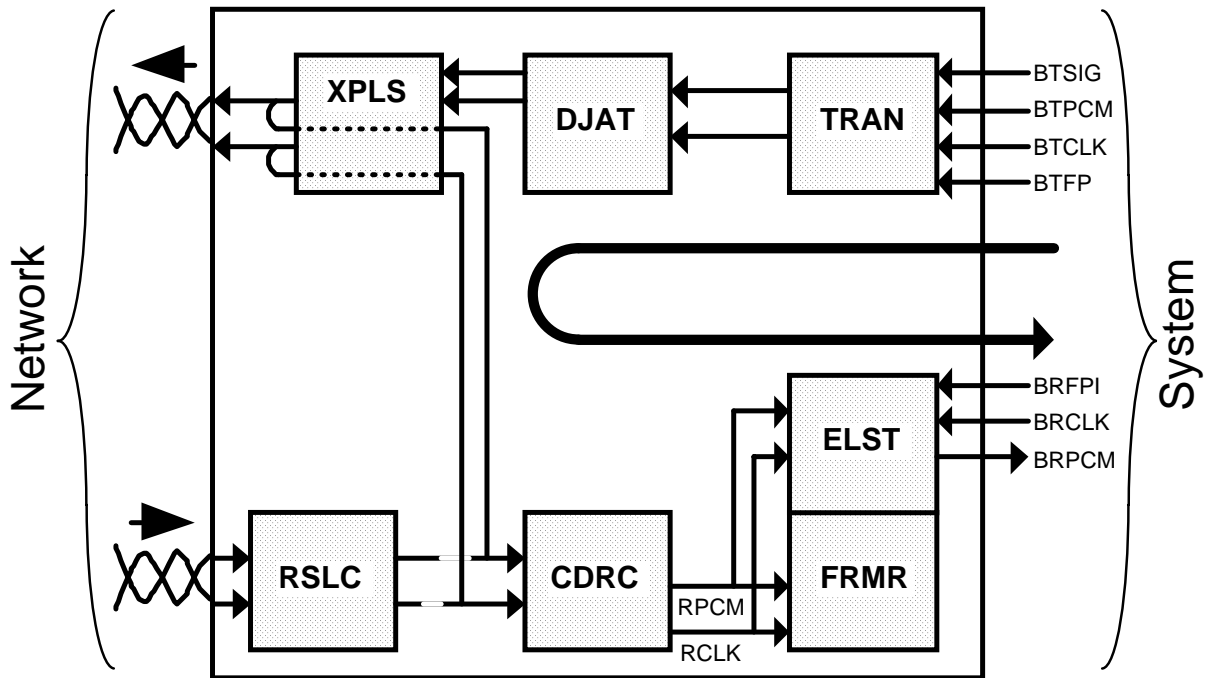 XPLS
DJAT
TRAN
BTSIG
BTPCM
BTCLK
BTFP
Network
System
BRFPI
BRCLK
BRPCM
ELST
RSLC
CDRC
FRMR
RPCM
RCLK